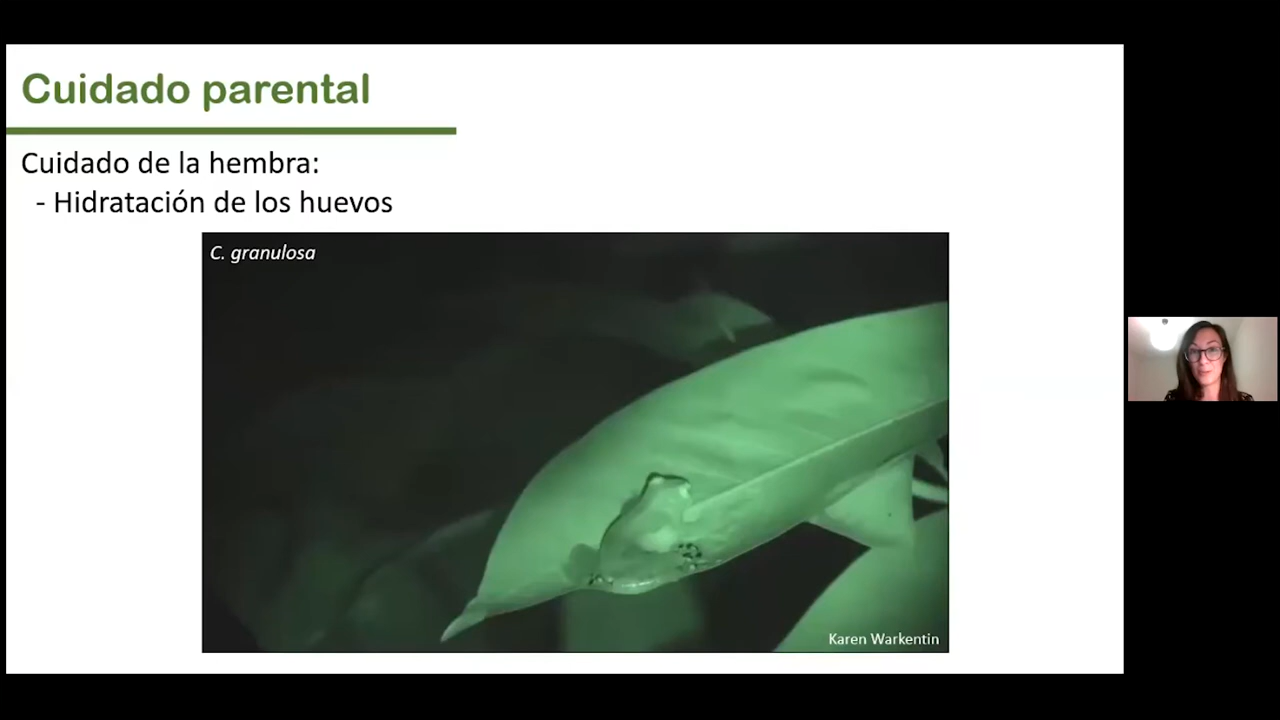 Cuidado parental
Cuidado de la hembra:
- Hidratación de los huevos
C. granulosa
Karen Warkentin